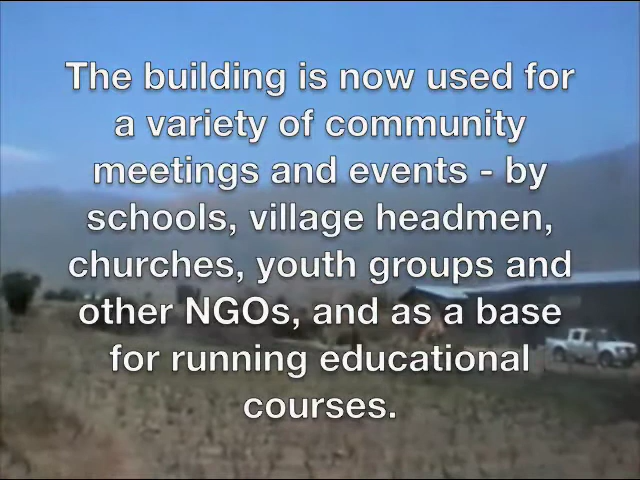 The building is now used for
a variety of community
meetings and events - by
schools, village headmen,
churches, youth groups and
other NGOs, and as a base
for running educational
courses.